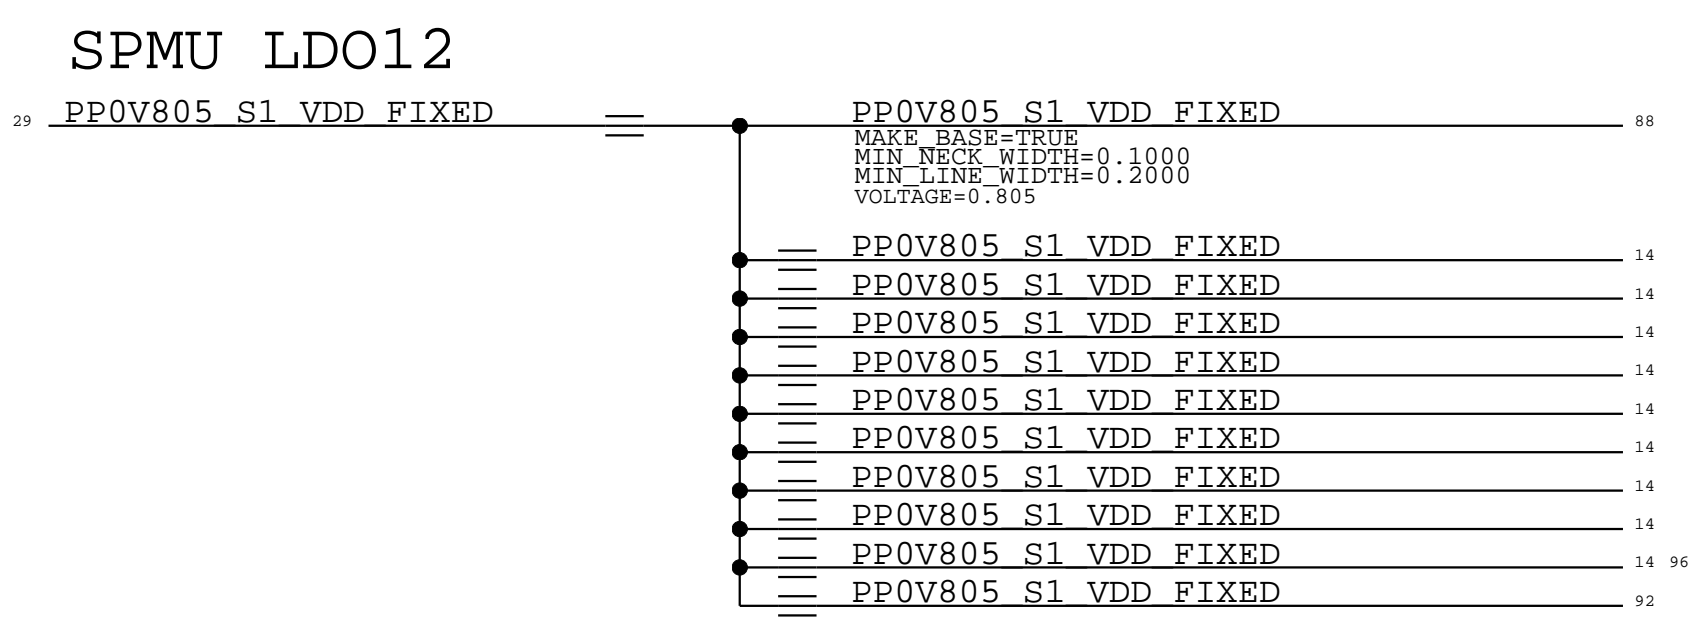 SPMU LDO12
29 PP0V805_S1_VDD_FIXED PP0V805_S1_VDD_FIXED 88
MAKE_BASE=TRUE
MIN_NECK_WIDTH=0.1000
MIN_LINE_WIDTH=0.2000
VOLTAGE=0.805
PP0V805_S1_VDD_FIXED 14
PP0V805_S1_VDD_FIXED 14
PP0V805_S1_VDD_FIXED 14
PP0V805_S1_VDD_FIXED 14
PP0V805_S1_VDD_FIXED 14
PP0V805_S1_VDD_FIXED 14
PP0V805_S1_VDD_FIXED 14
PP0V805_S1_VDD_FIXED 14
PP0V805_S1_VDD_FIXED 14 96
PP0V805_S1_VDD_FIXED 92